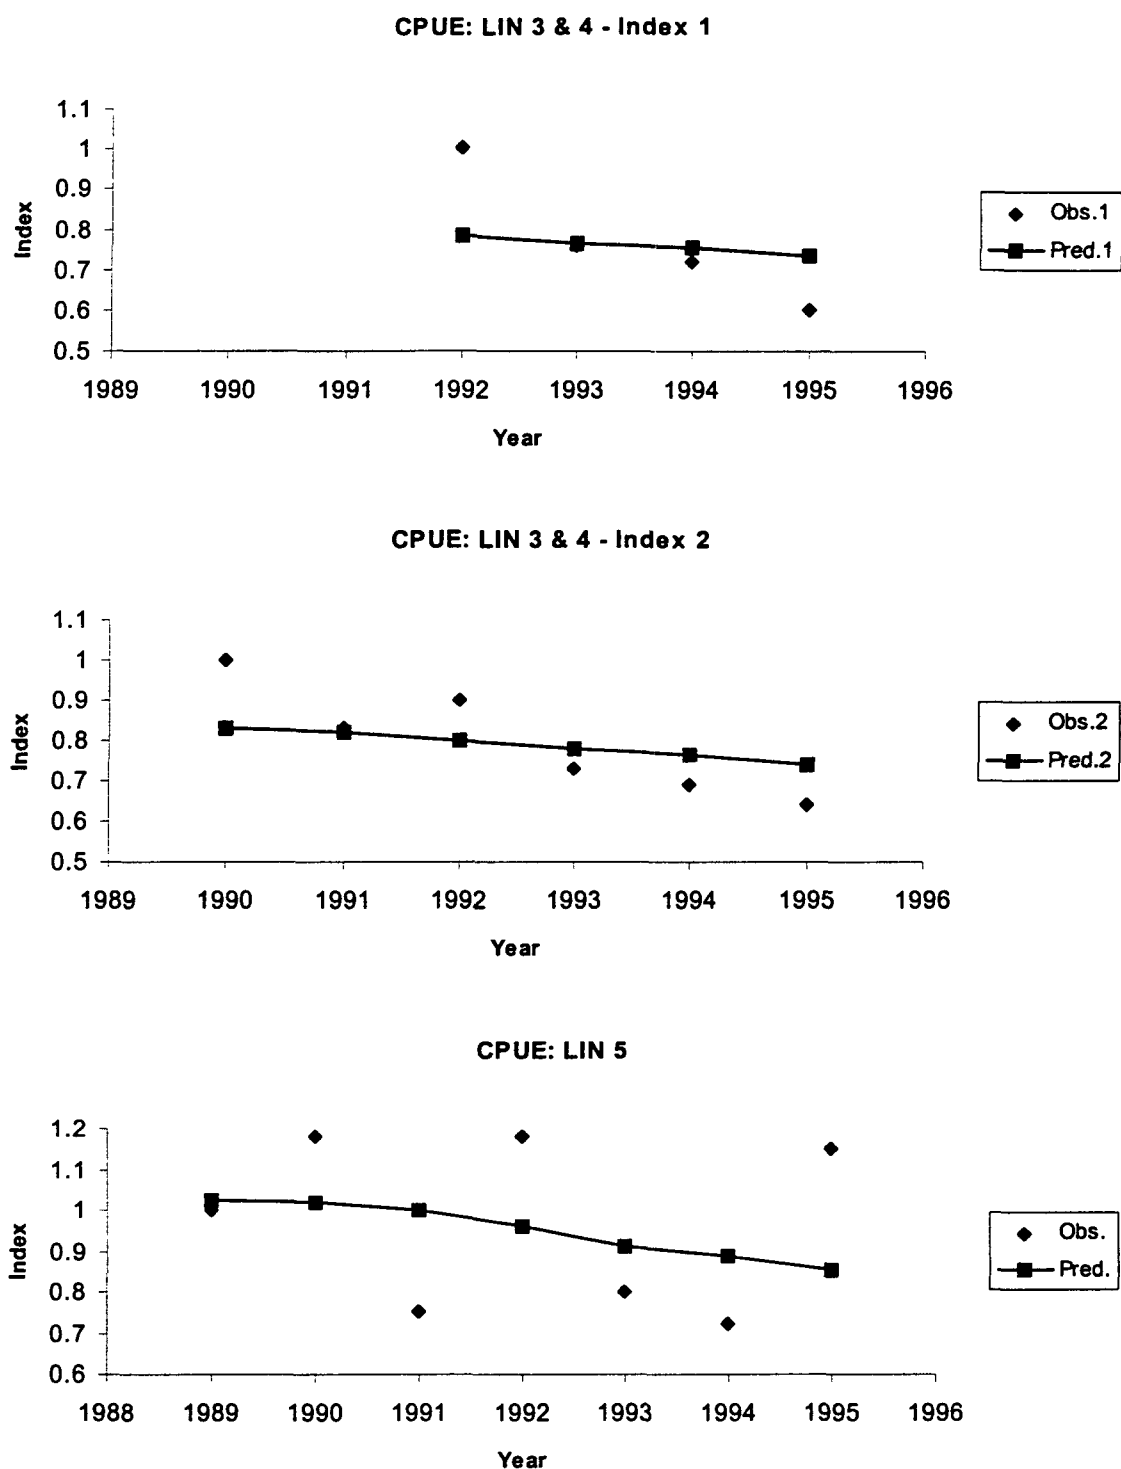 CPUE: LIN 3 & 4 - Index 1
1.1
1
0.9
0.8
0.7
0.6
0.5
Index
1989 1990 1991 1992 1993 1994 1995 1996
Year
Obs.1
Pred.1
CPUE: LIN 3 & 4 - Index 2
1.1
1
0.9
0.8
0.7
0.6
0.5
Index
1989 1990 1991 1992 1993 1994 1995 1996
Year
Obs.2
Pred.2
CPUE: LIN 5
1.2
1.1
1
0.9
0.8
0.7
0.6
Index
1988 1989 1990 1991 1992 1993 1994 1995 1996
Year
Obs.
Pred.